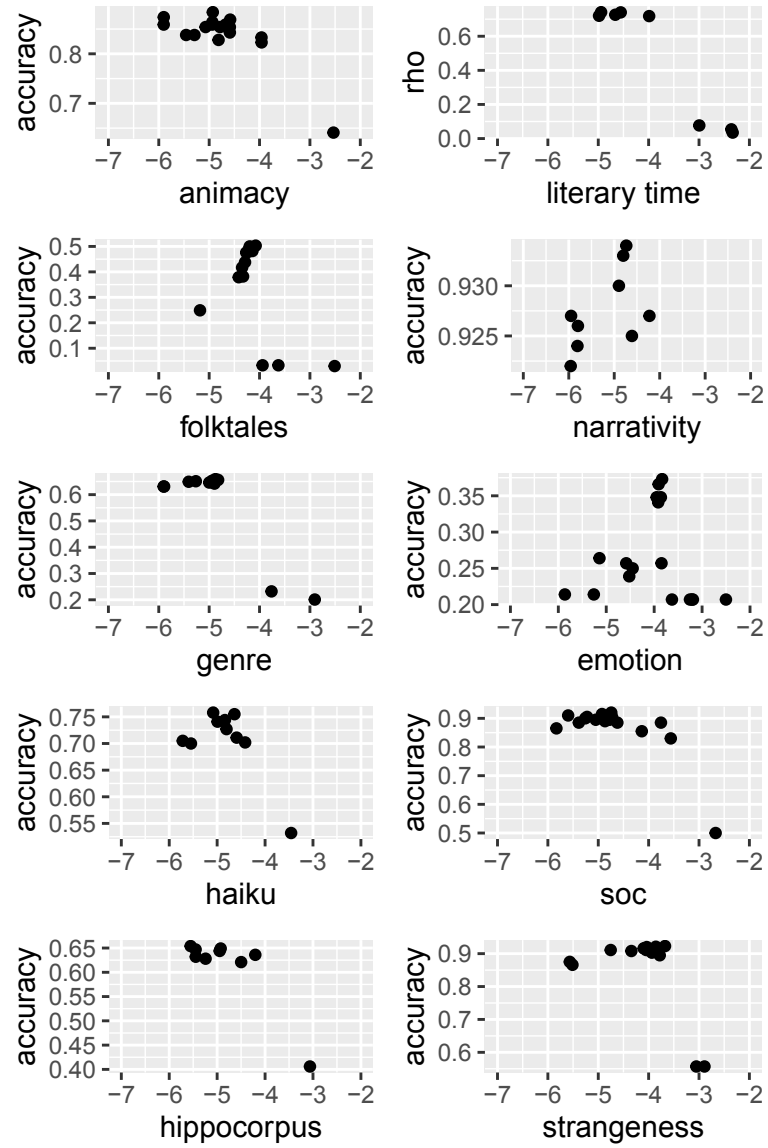 accuracy
0.8
0.7
−7 −6 −5 −4 −3 −2
animacy
rho
0.6
0.4
0.2
0.0
−7 −6 −5 −4 −3 −2
literary time
accuracy
0.5
0.4
0.3
0.2
0.1
−7 −6 −5 −4 −3 −2
folktales
accuracy
0.930
0.925
−7 −6 −5 −4 −3 −2
narrativity
accuracy
0.6
0.5
0.4
0.3
0.2
−7 −6 −5 −4 −3 −2
genre
accuracy
0.35
0.30
0.25
0.20
−7 −6 −5 −4 −3 −2
emotion
accuracy
0.75
0.70
0.65
0.60
0.55
−7 −6 −5 −4 −3 −2
haiku
accuracy
0.9
0.8
0.7
0.6
0.5
−7 −6 −5 −4 −3 −2
soc
accuracy
0.65
0.60
0.55
0.50
0.45
0.40
−7 −6 −5 −4 −3 −2
hippocorpus
accuracy
0.9
0.8
0.7
0.6
−7 −6 −5 −4 −3 −2
strangeness